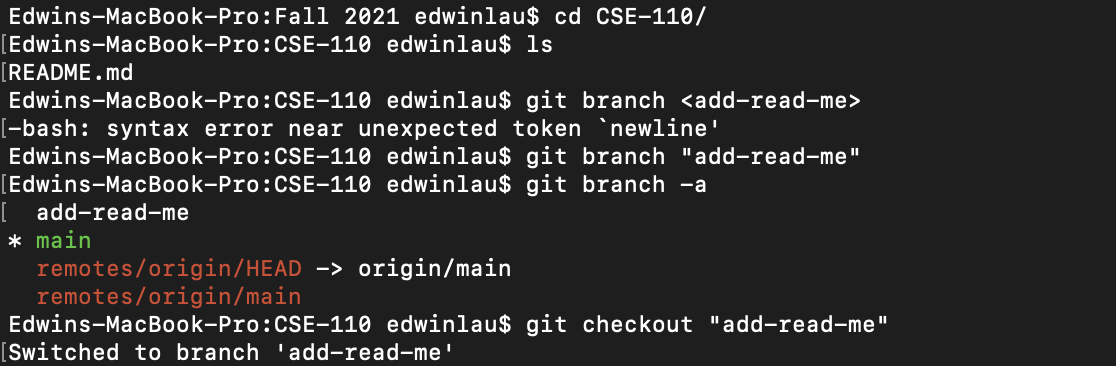 Edwins-MacBook-Pro:Fall 2021 edwinlau$ cd CSE-110/
[Edwins-MacBook-Pro:CSE-110 edwinlau$ ls
[README.md
Edwins-MacBook-Pro:CSE-110 edwinlau$ git branch <add-read-me>
[-bash: syntax error near unexpected token `newline'
Edwins-MacBook-Pro:CSE-110 edwinlau$ git branch "add-read-me"
[Edwins-MacBook-Pro:CSE-110 edwinlau$ git branch -a
[  add-read-me
* main
  remotes/origin/HEAD -> origin/main
  remotes/origin/main
Edwins-MacBook-Pro:CSE-110 edwinlau$ git checkout "add-read-me"
[Switched to branch 'add-read-me'